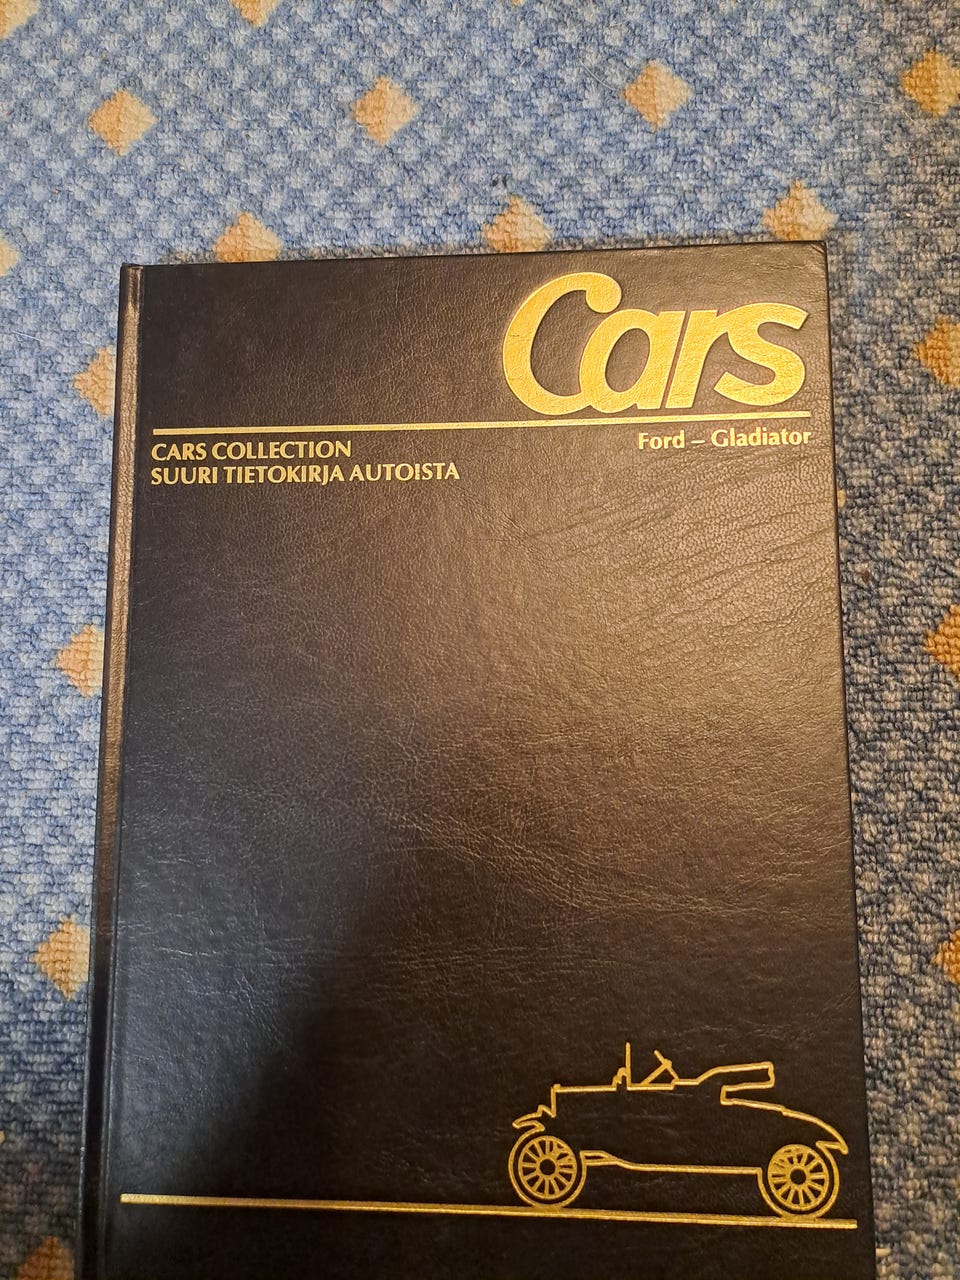 Cars
CARS COLLECTION
SUURI TIETOKIRJA AUTOISTA
Ford – Gladiator